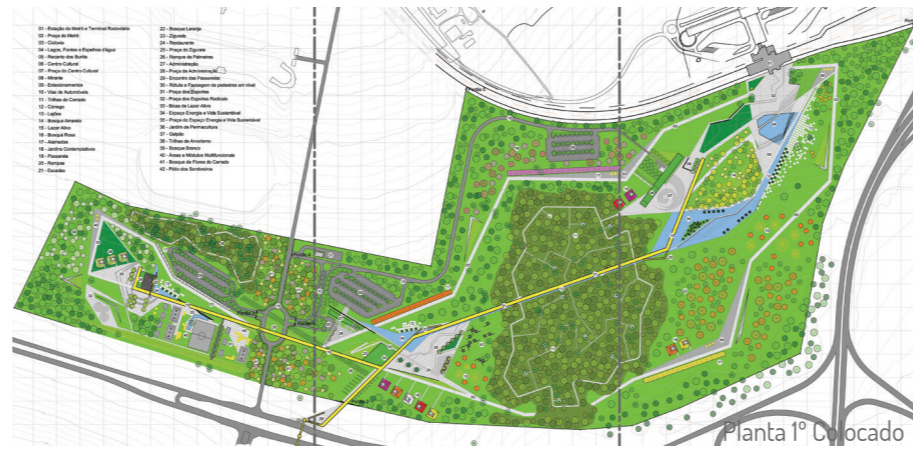 01 - Estação do Metrô e Terminal Rodoviário
02 - Praça do Metrô
03 - Ciclovia
04 - Lagos, Fontes e Espelhos d'água
05 - Recanto dos Buritis
06 - Centro Cultural
07 - Praça do Centro Cultural
08 - Mirante
09 - Estacionamentos
10 - Vias de Automóveis
11 - Trilhas do Cerrado
12 - Córrego
13 - Lajões
14 - Bosque Amarelo
15 - Lazer Ativo
16 - Bosque Rosa
17 - Alamedas
18 - Jardins Contemplativos
19 - Passarela
20 - Rampas
21 - Escadas
22 - Bosque Laranja
23 - Zigurate
24 - Restaurante
25 - Praça do Zigurate
26 - Renque de Palmeiras
27 - Administração
28 - Praça da Administração
29 - Encontro das Passarelas
30 - Rótula e Passagem de pedestres em nível
31 - Praça dos Esportes
32 - Praça dos Esportes Radicais
33 - Bicas de Lazer Ativo
34 - Espaço Energia e Vida Sustentável
35 - Praça do Espaço Energia e Vida Sustentável
36 - Jardim de Permacultura
37 - Galpão
38 - Trilhas de Arvorismo
39 - Bosque Branco
40 - Áreas e Módulos Multifuncionais
41 - Bosque de Flores do Cerrado
42 - Pátio dos Sombreiros
Planta 1º Colocado